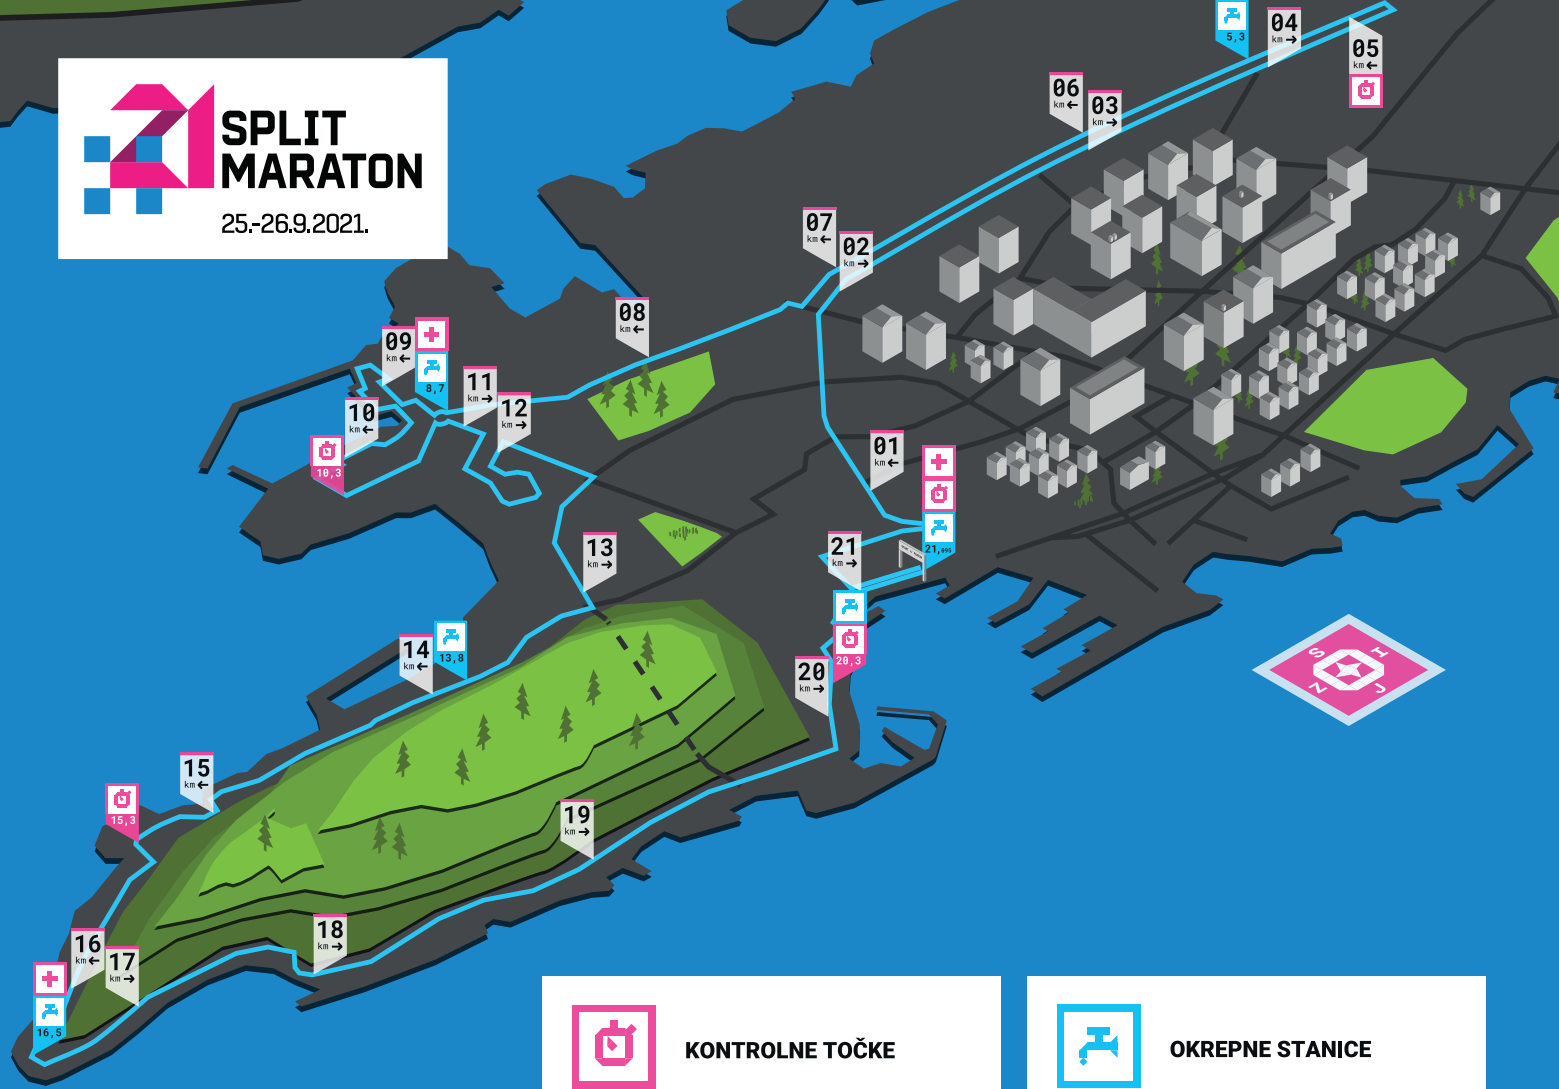 5,3
04
km
05
km
06
km
03
km
SPLIT
MARATON
25.-26.9.2021.
07
km
02
km
08
km
09
km
8,7
11
km
12
km
10
km
10,3
01
km
21,095
13
km
21
km
14
km
13,8
20,3
20
km
S H
Z J
15
km
15,3
19
km
18
km
16
km
17
km
16,5
KONTROLNE TOČKE
OKREPNE STANICE